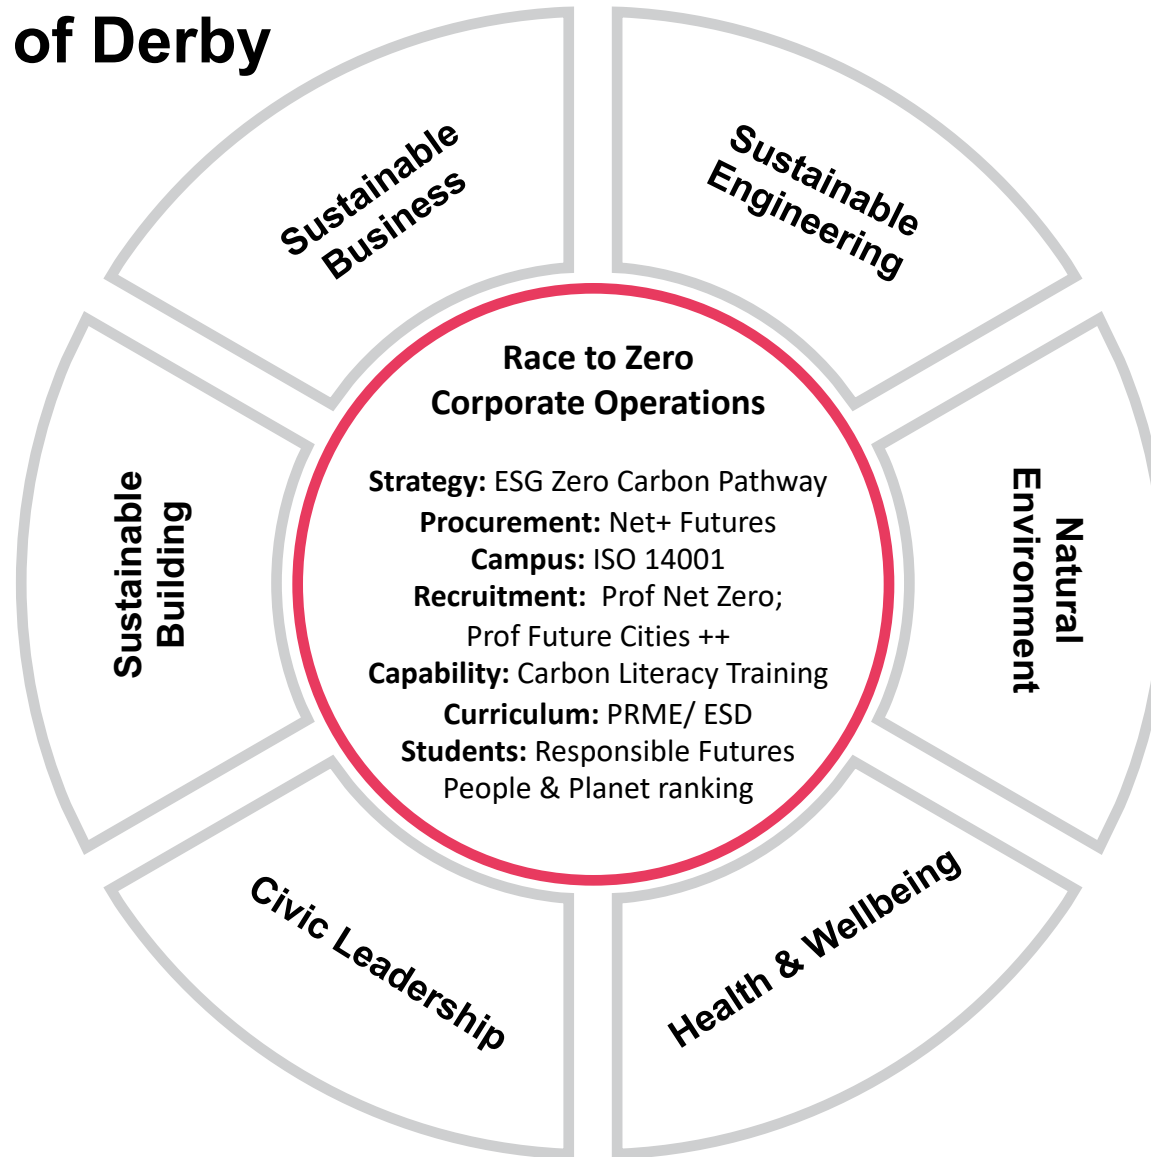 of Derby
Sustainable
Business
Sustainable
Engineering
Natural
Environment
Health & Wellbeing
Civic Leadership
Sustainable
Building
Race to Zero
Corporate Operations
Strategy: ESG Zero Carbon Pathway
Procurement: Net+ Futures
Campus: ISO 14001
Recruitment: Prof Net Zero;
Prof Future Cities ++
Capability: Carbon Literacy Training
Curriculum: PRME/ ESD
Students: Responsible Futures
People & Planet ranking